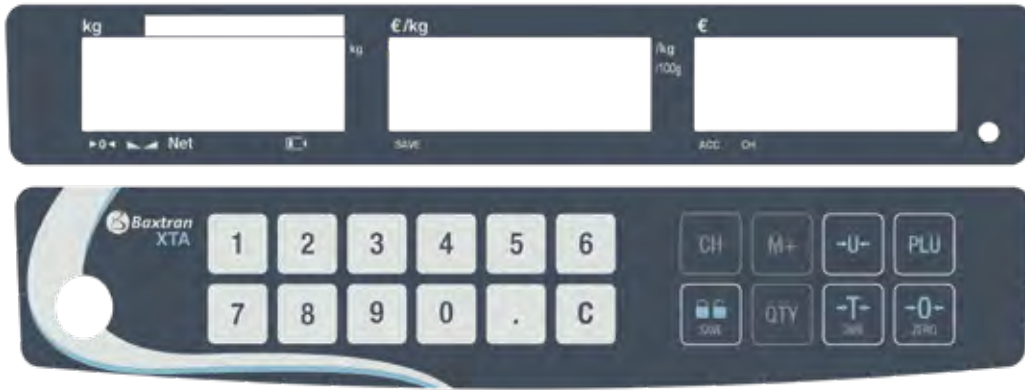 kg €/kg €
kg /kg
/100g
►0◄ Net SAVE ACC CH
Baxtran
XTA
1 2 3 4 5 6 CH M+ →U← PLU
7 8 9 0 . C SAVE QTY →T← TARE →0← ZERO